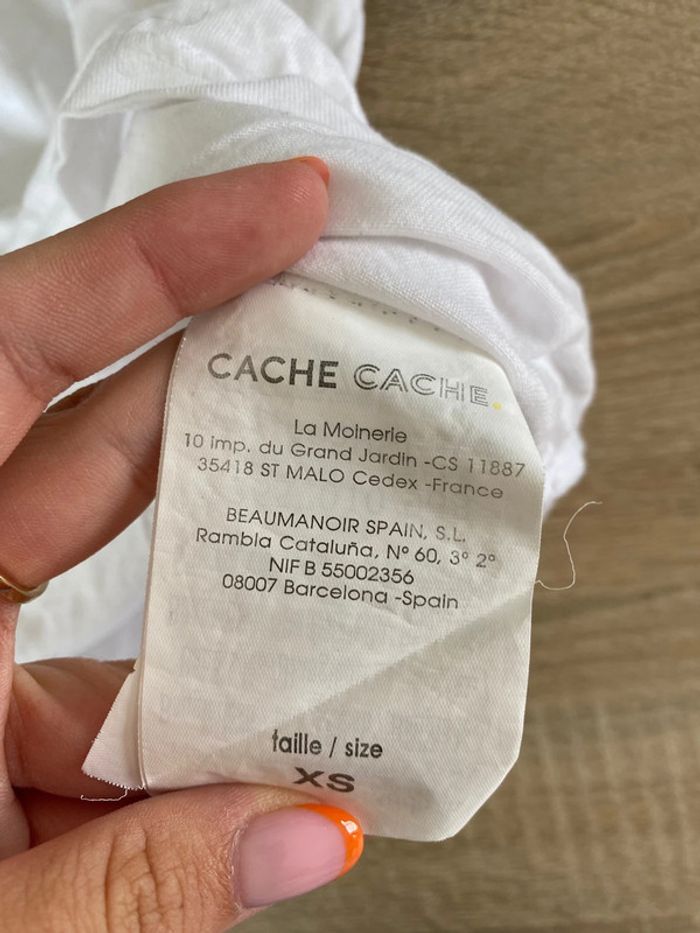 CACHE CACHE.
La Moinerie
10 imp. du Grand Jardin -CS 11887
35418 ST MALO Cedex -France
BEAUMANOIR SPAIN, S.L.
Rambla Cataluña, Nº 60, 3º 2º
NIF B 55002356
08007 Barcelona -Spain
taille / size
XS